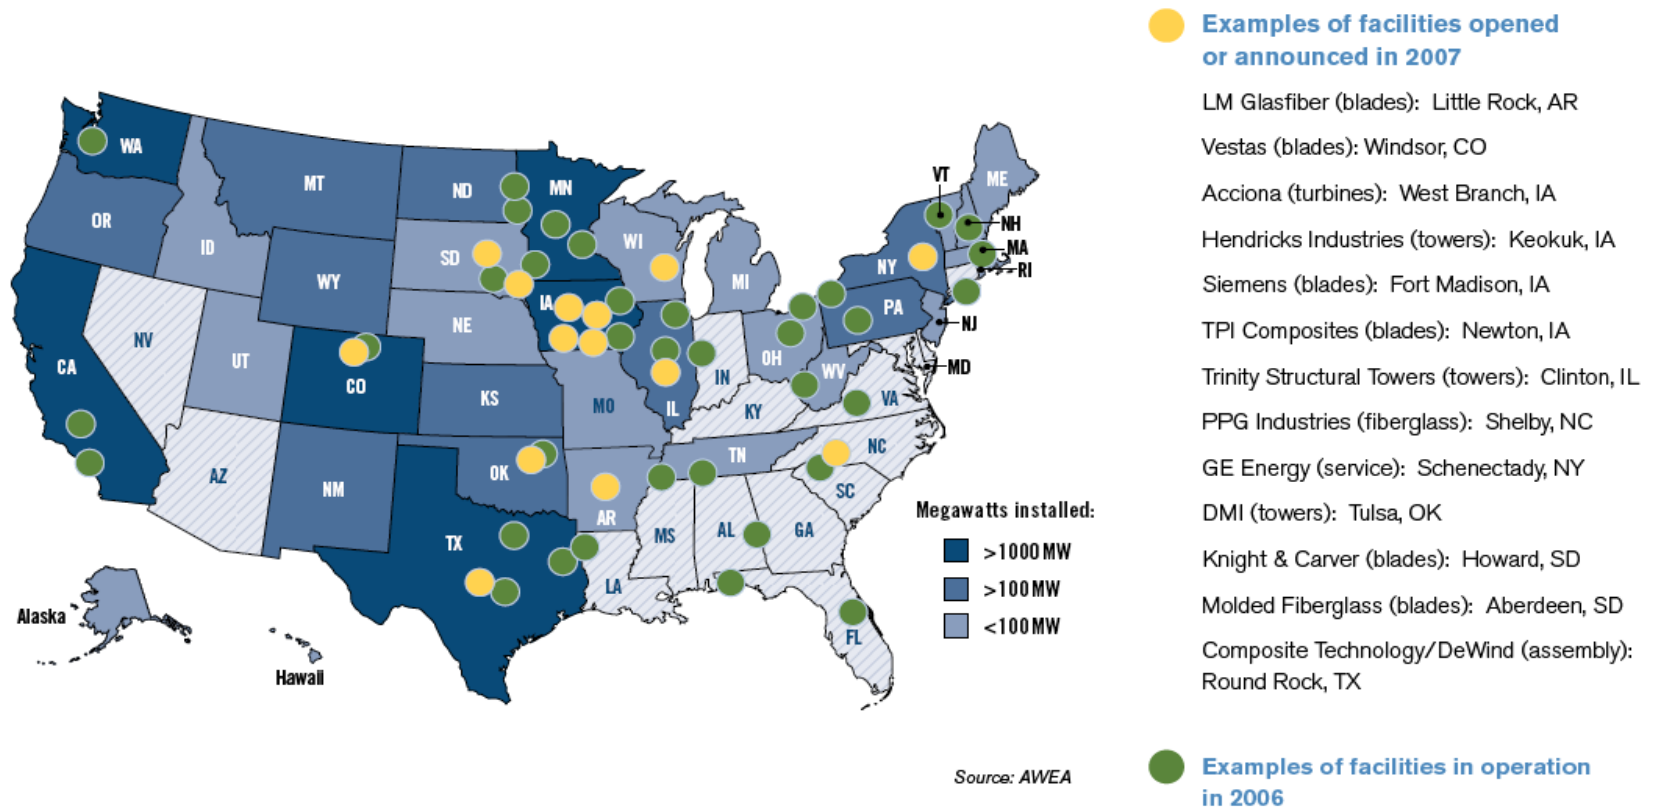 Examples of facilities opened
or announced in 2007
LM Glasfiber (blades): Little Rock, AR
Vestas (blades): Windsor, CO
Acciona (turbines): West Branch, IA
Hendricks Industries (towers): Keokuk, IA
Siemens (blades): Fort Madison, IA
TPI Composites (blades): Newton, IA
Trinity Structural Towers (towers): Clinton, IL
PPG Industries (fiberglass): Shelby, NC
GE Energy (service): Schenectady, NY
DMI (towers): Tulsa, OK
Knight & Carver (blades): Howard, SD
Molded Fiberglass (blades): Aberdeen, SD
Composite Technology/DeWind (assembly):
Round Rock, TX
Examples of facilities in operation
in 2006
WA
MT
ND
MN
VT
ME
OR
ID
SD
WI
NH
MA
RI
WY
MI
NY
IA
NE
PA
NJ
NV
UT
CA
CO
IL
IN
OH
WV
MD
KS
MO
KY
VA
AZ
NM
OK
AR
TN
NC
SC
TX
MS
AL
GA
LA
FL
Alaska
Hawaii
Megawatts installed:
>1000 MW
>100 MW
<100 MW
Source: AWEA